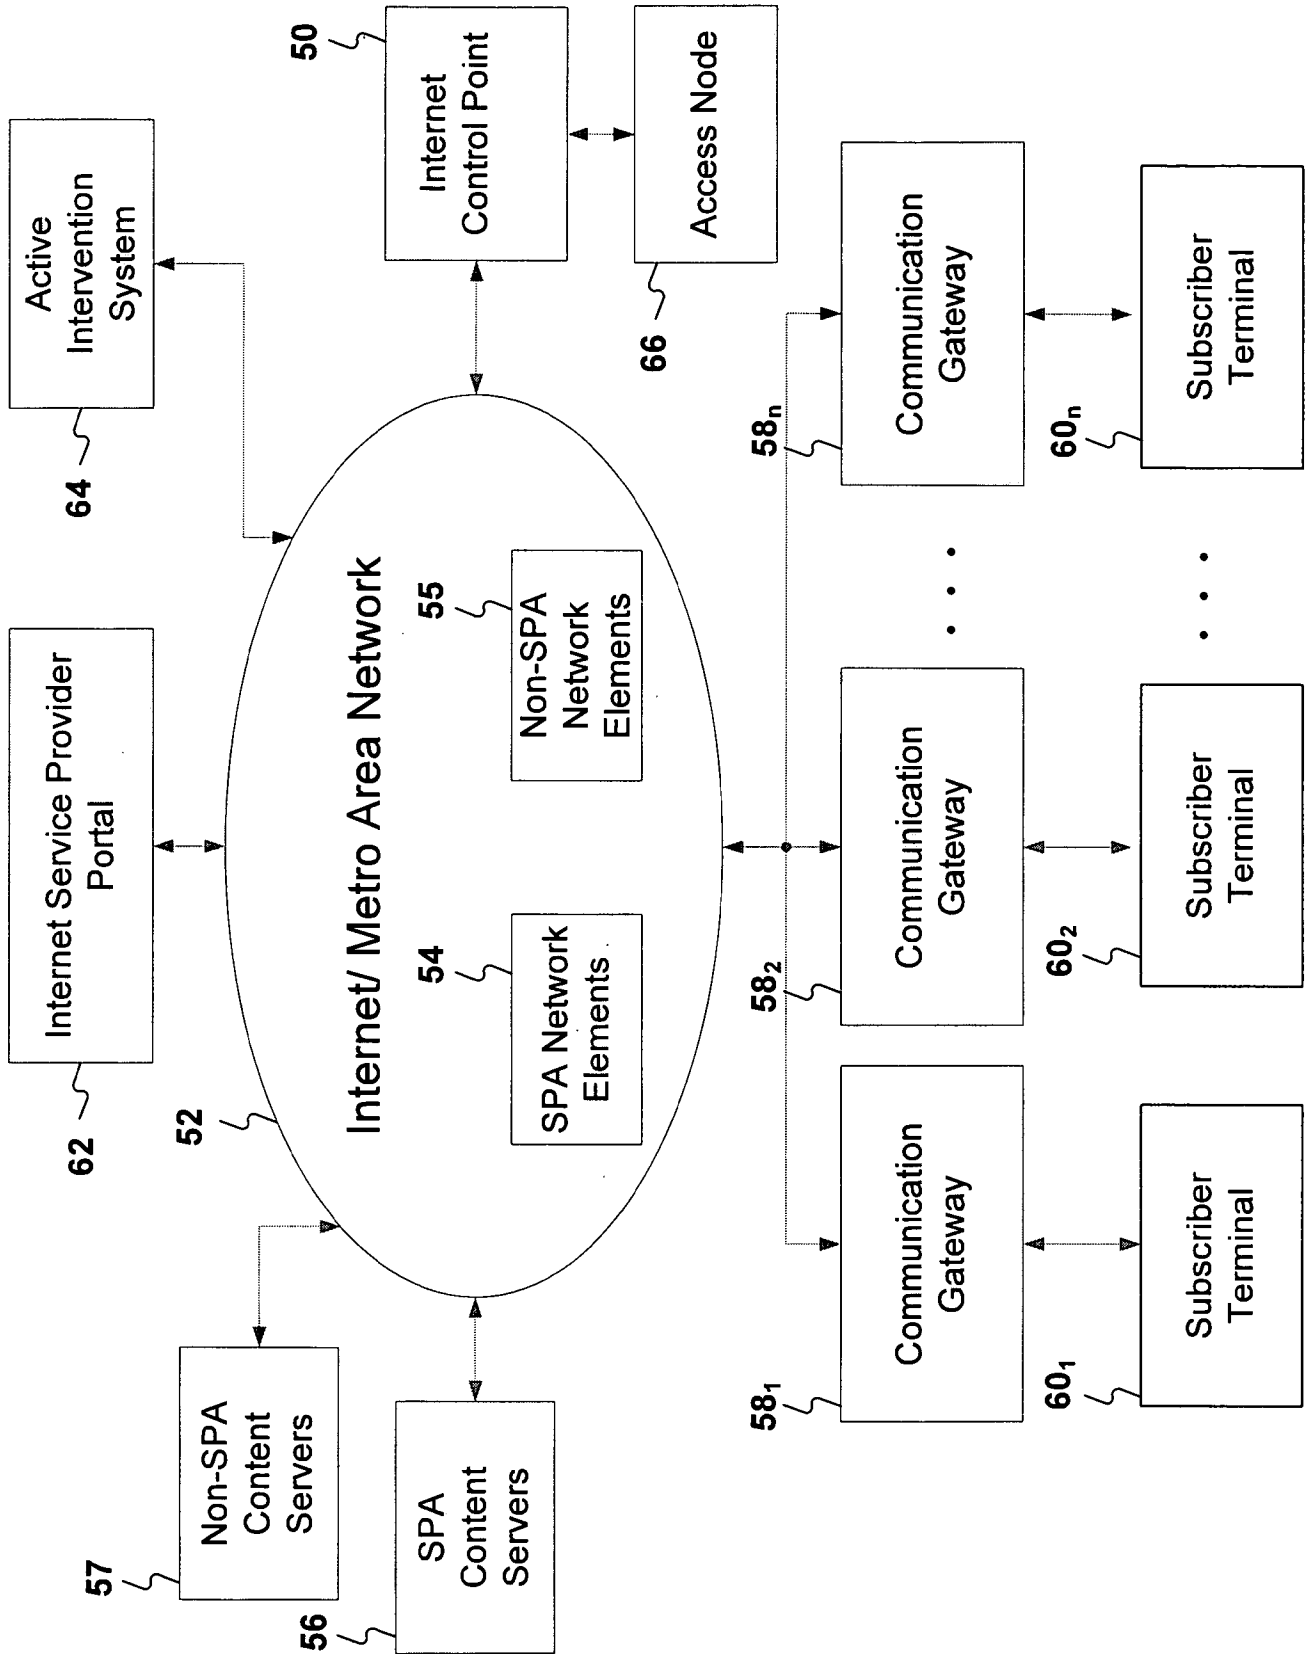 62
Internet Service Provider
Portal
64
Active
Intervention
System
57
Non-SPA
Content
Servers
52
Internet/ Metro Area Network
50
Internet
Control Point
56
SPA
Content
Servers
54
SPA Network
Elements
55
Non-SPA
Network
Elements
66
Access Node
58₁
Communication
Gateway
58₂
Communication
Gateway
58ₙ
Communication
Gateway
• • •
60₁
Subscriber
Terminal
60₂
Subscriber
Terminal
60ₙ
Subscriber
Terminal
• • •